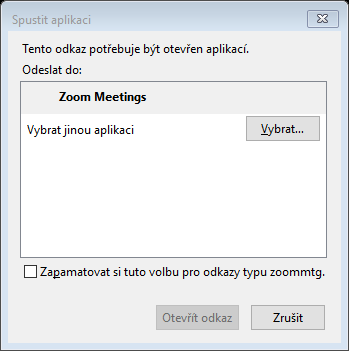 Spustit aplikaci
Tento odkaz potřebuje být otevřen aplikací.
Odeslat do:
Zoom Meetings
Vybrat jinou aplikaci
Vybrat...
Zapamatovat si tuto volbu pro odkazy typu zoommtg.
Otevřít odkaz
Zrušit